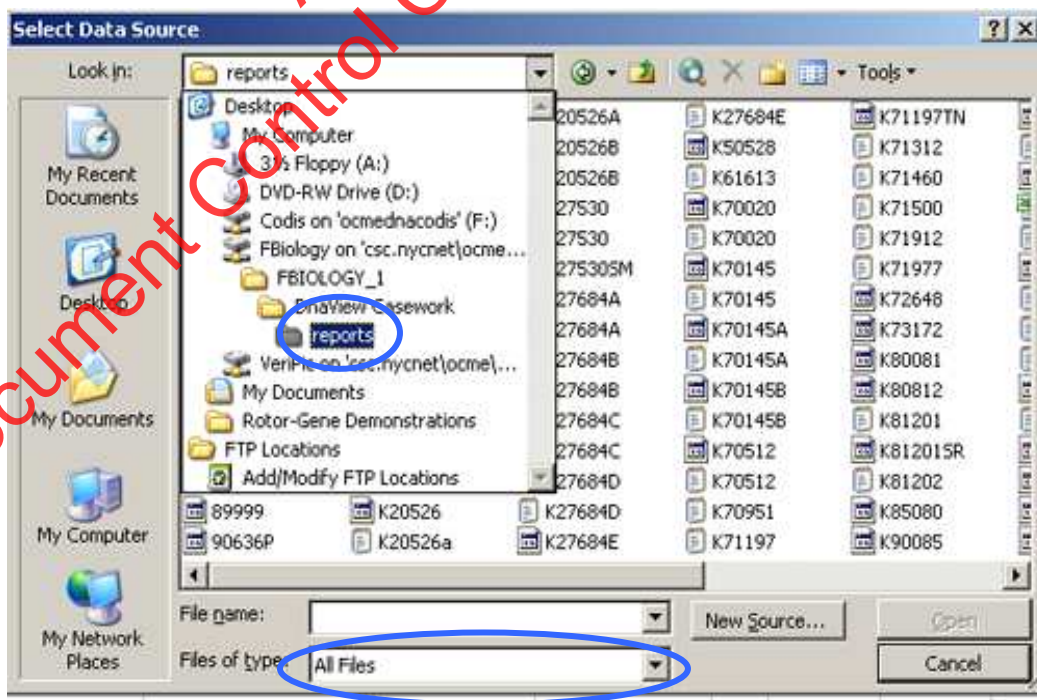 Select Data Source
Look in:
reports
Tools
Desktop
My Computer
3½ Floppy (A:)
DVD-RW Drive (D:)
Codis on 'ocmednacodis' (F:)
FBiology on 'csc.nycnet\ocme...
FBIOLOGY_1
DnaView Casework
reports
VeriPic on 'csc.nycnet\ocme\...
My Documents
Rotor-Gene Demonstrations
FTP Locations
Add/Modify FTP Locations
My Recent
Documents
Desktop
My Documents
My Computer
My Network
Places
89999
90636P
K20526
K20526a
20526A
20526B
20526B
27530
27530
27530SM
27684A
27684A
27684B
27684B
27684C
27684C
27684D
K27684D
K27684E
K27684E
K50528
K61613
K70020
K70020
K70145
K70145
K70145A
K70145A
K70145B
K70145B
K70512
K70512
K70951
K71197
K71197TN
K71312
K71460
K71500
K71912
K71977
K72648
K73172
K80081
K80812
K81201
K81201SR
K81202
K85080
K90085
File name:
New Source...
Open
Files of type:
All Files
Cancel
ocument Control